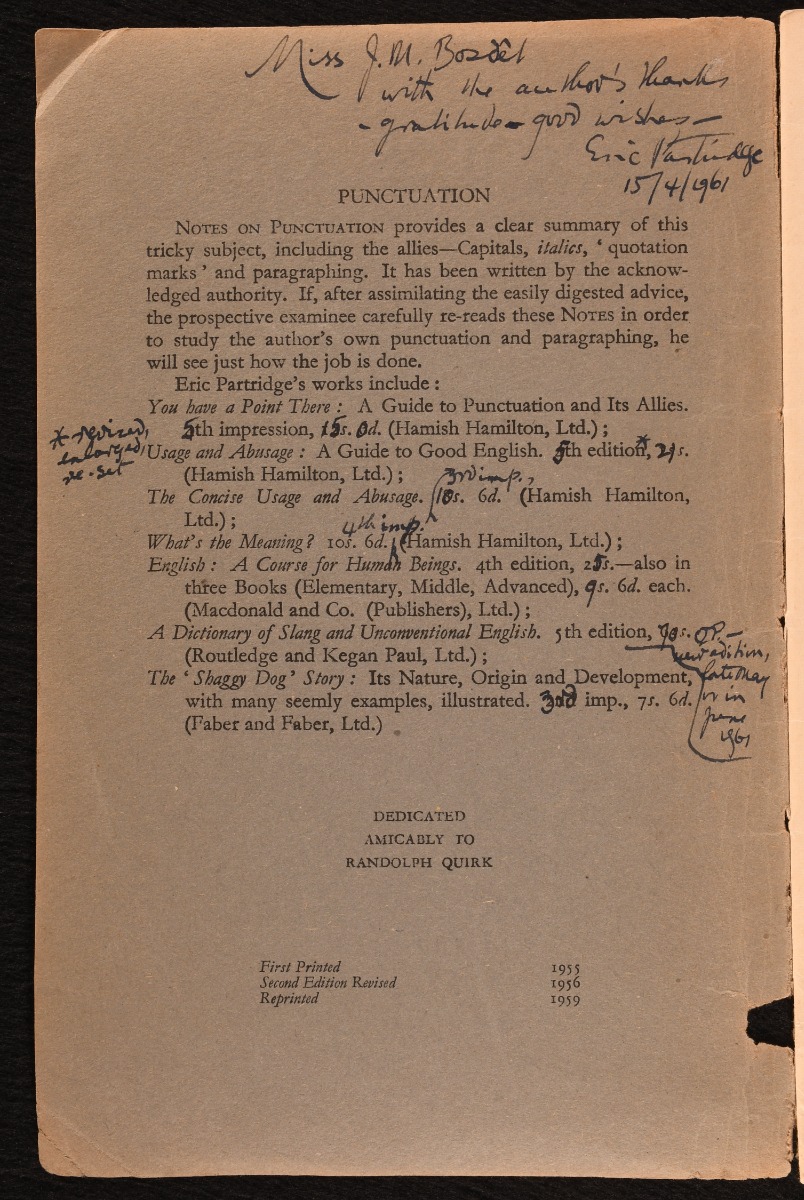 Miss J. M.
with the author's thanks
– gratitude – good wishes –
Eric Partridge
15/4/1961
PUNCTUATION
NOTES ON PUNCTUATION provides a clear summary of this
tricky subject, including the allies—Capitals, italics, ‘ quotation
marks ’ and paragraphing. It has been written by the acknow-
ledged authority. If, after assimilating the easily digested advice,
the prospective examinee carefully re-reads these NOTES in order
to study the author’s own punctuation and paragraphing, he
will see just how the job is done.
Eric Partridge’s works include :
You have a Point There : A Guide to Punctuation and Its Allies.
5th impression, 15s. 0d. (Hamish Hamilton, Ltd.) ;
* revised,
enlarged,
re-set
Usage and Abusage : A Guide to Good English. 5th edition*, 21s.
(Hamish Hamilton, Ltd.) ;
3rd imp.,
The Concise Usage and Abusage. 10s. 6d. (Hamish Hamilton,
Ltd.) ;
4th imp.
What’s the Meaning? 10s. 6d. (Hamish Hamilton, Ltd.) ;
English : A Course for Human Beings. 4th edition, 25s.—also in
three Books (Elementary, Middle, Advanced), 9s. 6d. each.
(Macdonald and Co. (Publishers), Ltd.) ;
A Dictionary of Slang and Unconventional English. 5th edition, 70s. OP. –
(Routledge and Kegan Paul, Ltd.) ;
new edition,
late May
or in
June
1961
The ‘ Shaggy Dog ’ Story : Its Nature, Origin and Development,
with many seemly examples, illustrated. 3rd imp., 7s. 6d.
(Faber and Faber, Ltd.)
DEDICATED
AMICABLY TO
RANDOLPH QUIRK
First Printed 1955
Second Edition Revised 1956
Reprinted 1959